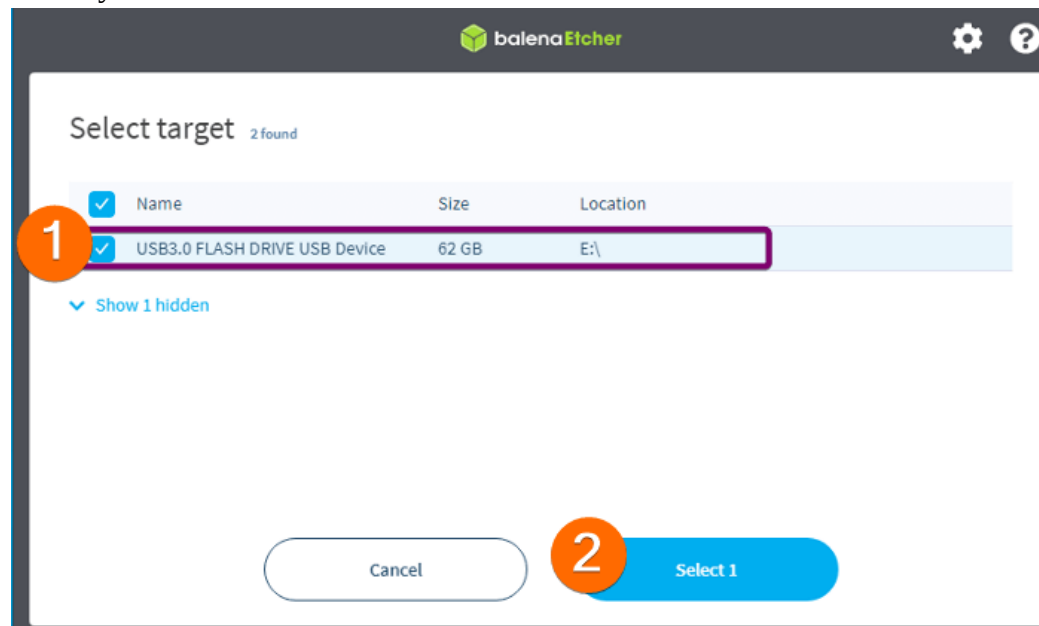 balenaEtcher
Select target 2 found
Name Size Location
1
USB3.0 FLASH DRIVE USB Device 62 GB E:\
Show 1 hidden
Cancel
2
Select 1